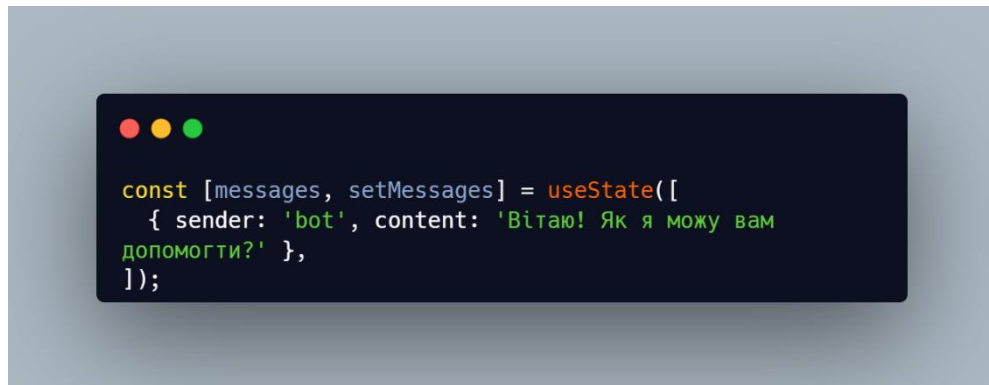 const [messages, setMessages] = useState([
  { sender: 'bot', content: 'Вітаю! Як я можу вам
допомогти?' },
]);